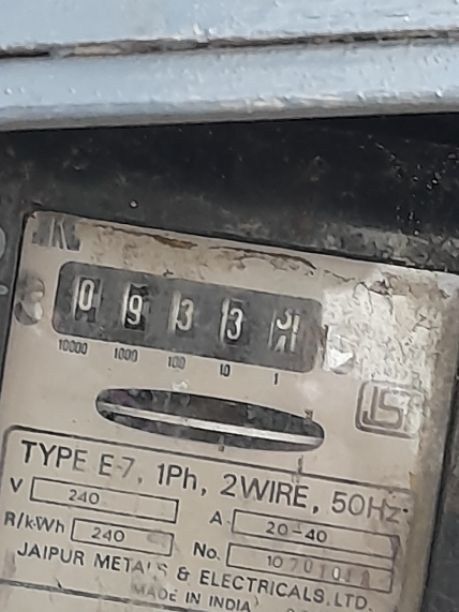 0 9 3 3
10000 1000 100 10 1
TYPE E-7, 1Ph, 2WIRE, 50Hz.
V 240 A. 20-40
R/kWh 240 No.
JAIPUR METALS & ELECTRICALS.LTD
MADE IN INDIA